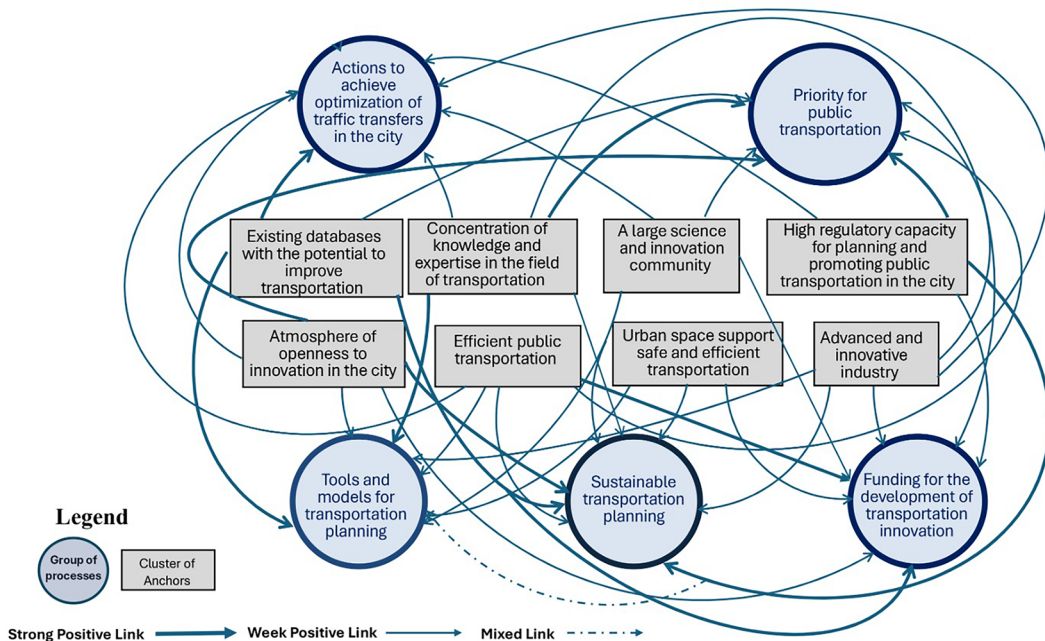 Actions to
achieve
optimization of
traffic transfers
in the city
Priority for
public
transportation
Existing databases
with the potential to
improve
transportation
Concentration of
knowledge and
expertise in the field
of transportation
A large science
and innovation
community
High regulatory capacity
for planning and
promoting public
transportation in the city
Atmosphere of
openness to
innovation in the city
Efficient public
transportation
Urban space support
safe and efficient
transportation
Advanced and
innovative
industry
Tools and
models for
transportation
planning
Sustainable
transportation
planning
Funding for the
development of
transportation
innovation
Legend
Group of
processes
Cluster of
Anchors
Strong Positive Link
Week Positive Link
Mixed Link